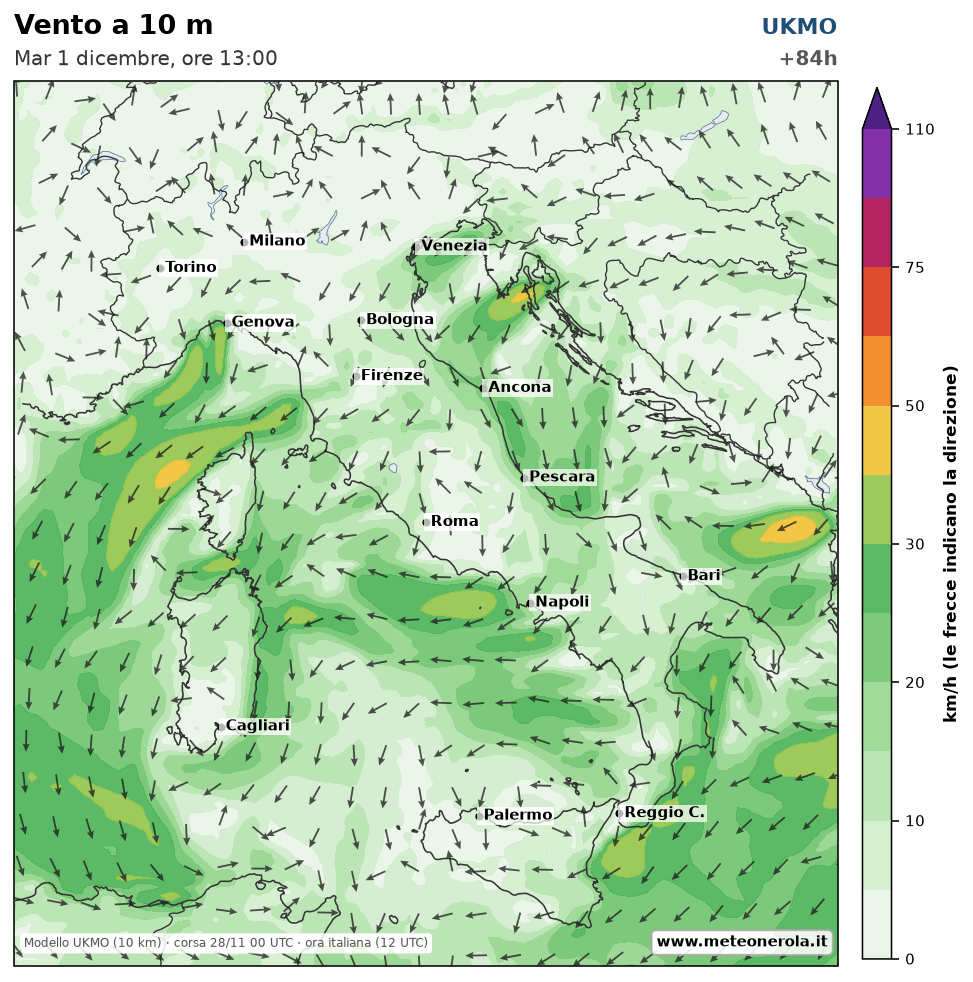 Vento a 10 m
UKMO
Mar 1 dicembre, ore 13:00
+84h
110
75
50
30
20
10
0
km/h (le frecce indicano la direzione)
Milano
Venezia
Torino
Genova
Bologna
Firenze
Ancona
Pescara
Roma
Bari
Napoli
Cagliari
Palermo
Reggio C.
Modello UKMO (10 km) · corsa 28/11 00 UTC · ora italiana (12 UTC)
www.meteonerola.it